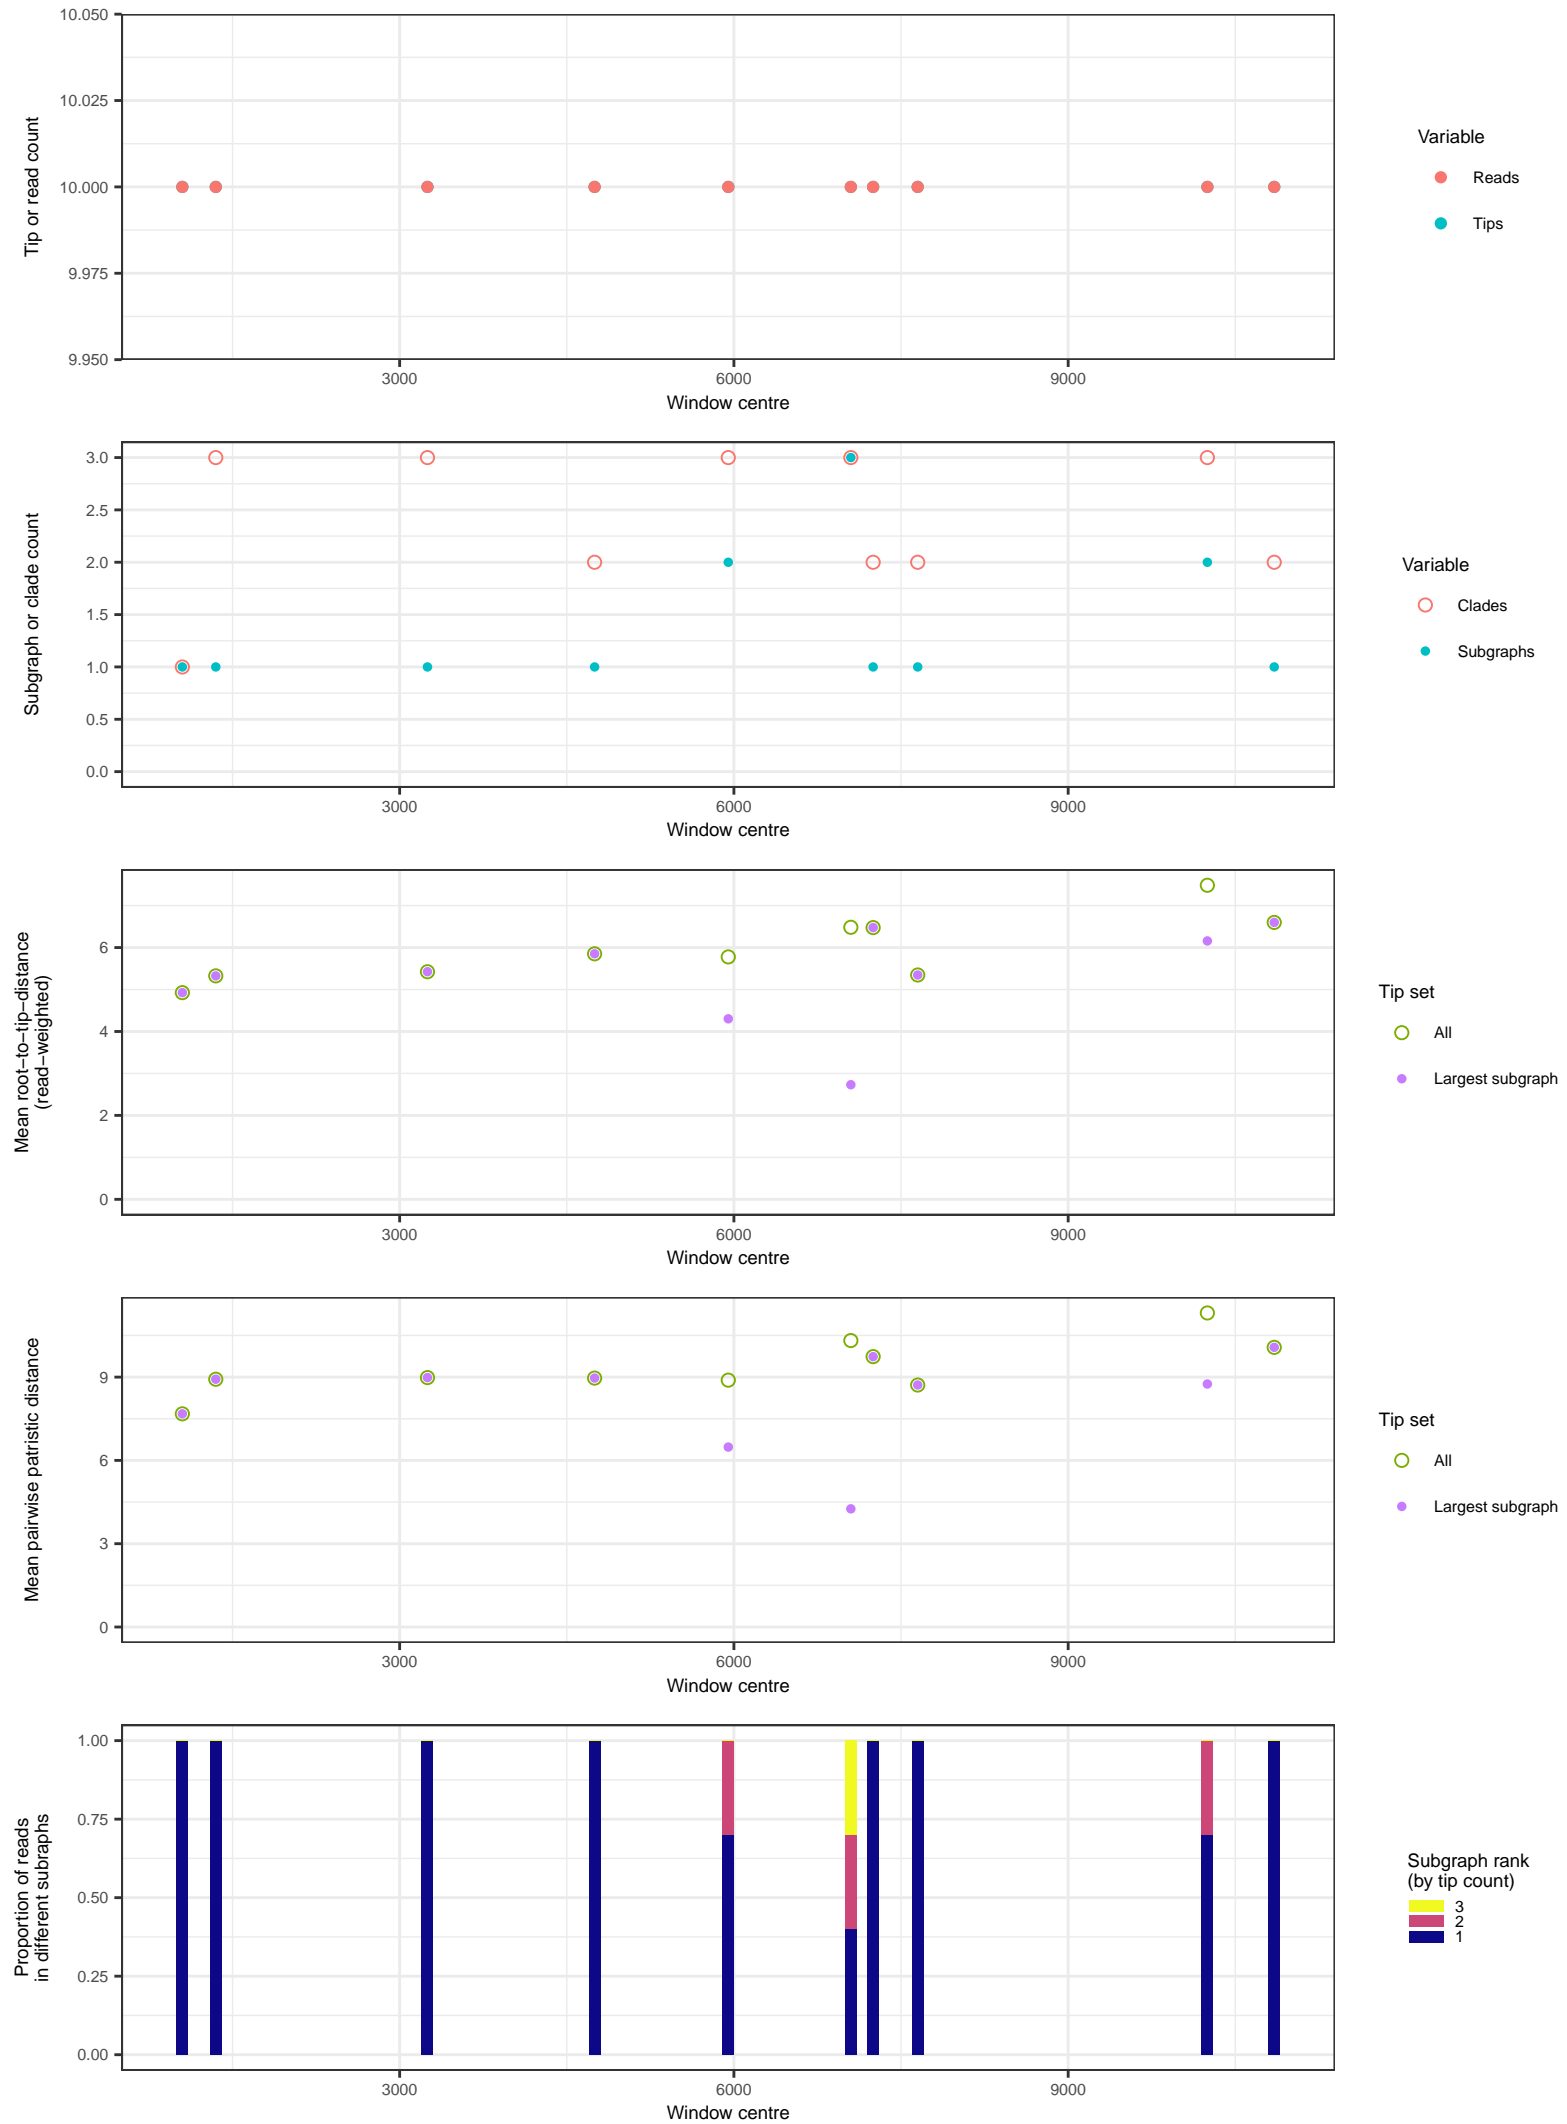 10.050
10.025
10.000
9.975
9.950
Tip or read count
3000
6000
9000
Window centre
Variable
Reads
Tips
3.0
2.5
2.0
1.5
1.0
0.5
0.0
Subgraph or clade count
3000
6000
9000
Window centre
Variable
Clades
Subgraphs
6
4
2
0
Mean root−to−tip−distance
(read−weighted)
3000
6000
9000
Window centre
Tip set
All
Largest subgraph
9
6
3
0
Mean pairwise patristic distance
3000
6000
9000
Window centre
Tip set
All
Largest subgraph
1.00
0.75
0.50
0.25
0.00
Proportion of reads
in different subraphs
3000
6000
9000
Window centre
Subgraph rank
(by tip count)
3
2
1